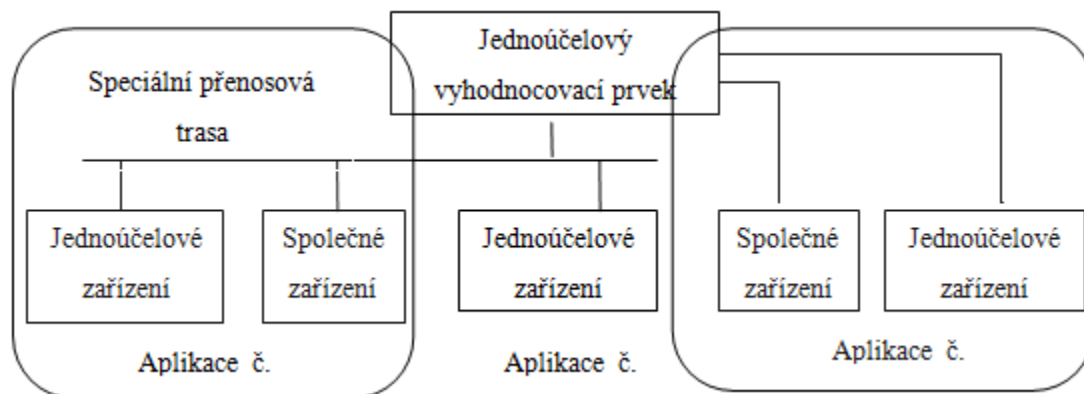 Jednoúčelový
vyhodnocovací prvek
Speciální přenosová
trasa
Jednoúčelové
zařízení
Společné
zařízení
Jednoúčelové
zařízení
Společné
zařízení
Jednoúčelové
zařízení
Aplikace č.
Aplikace č.
Aplikace č.